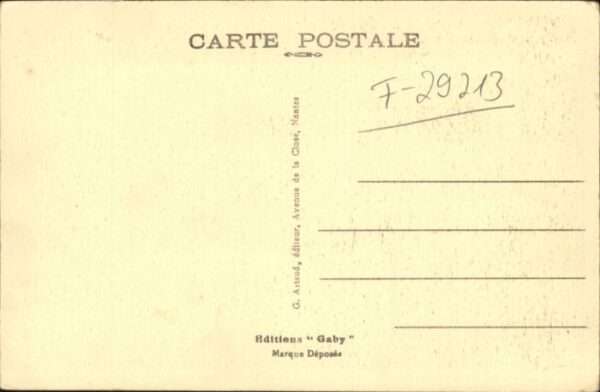 CARTE POSTALE
F-29213
G. Artaud, éditeur, Avenue de la Close, Nantes
Editions "Gaby"
Marque Déposée